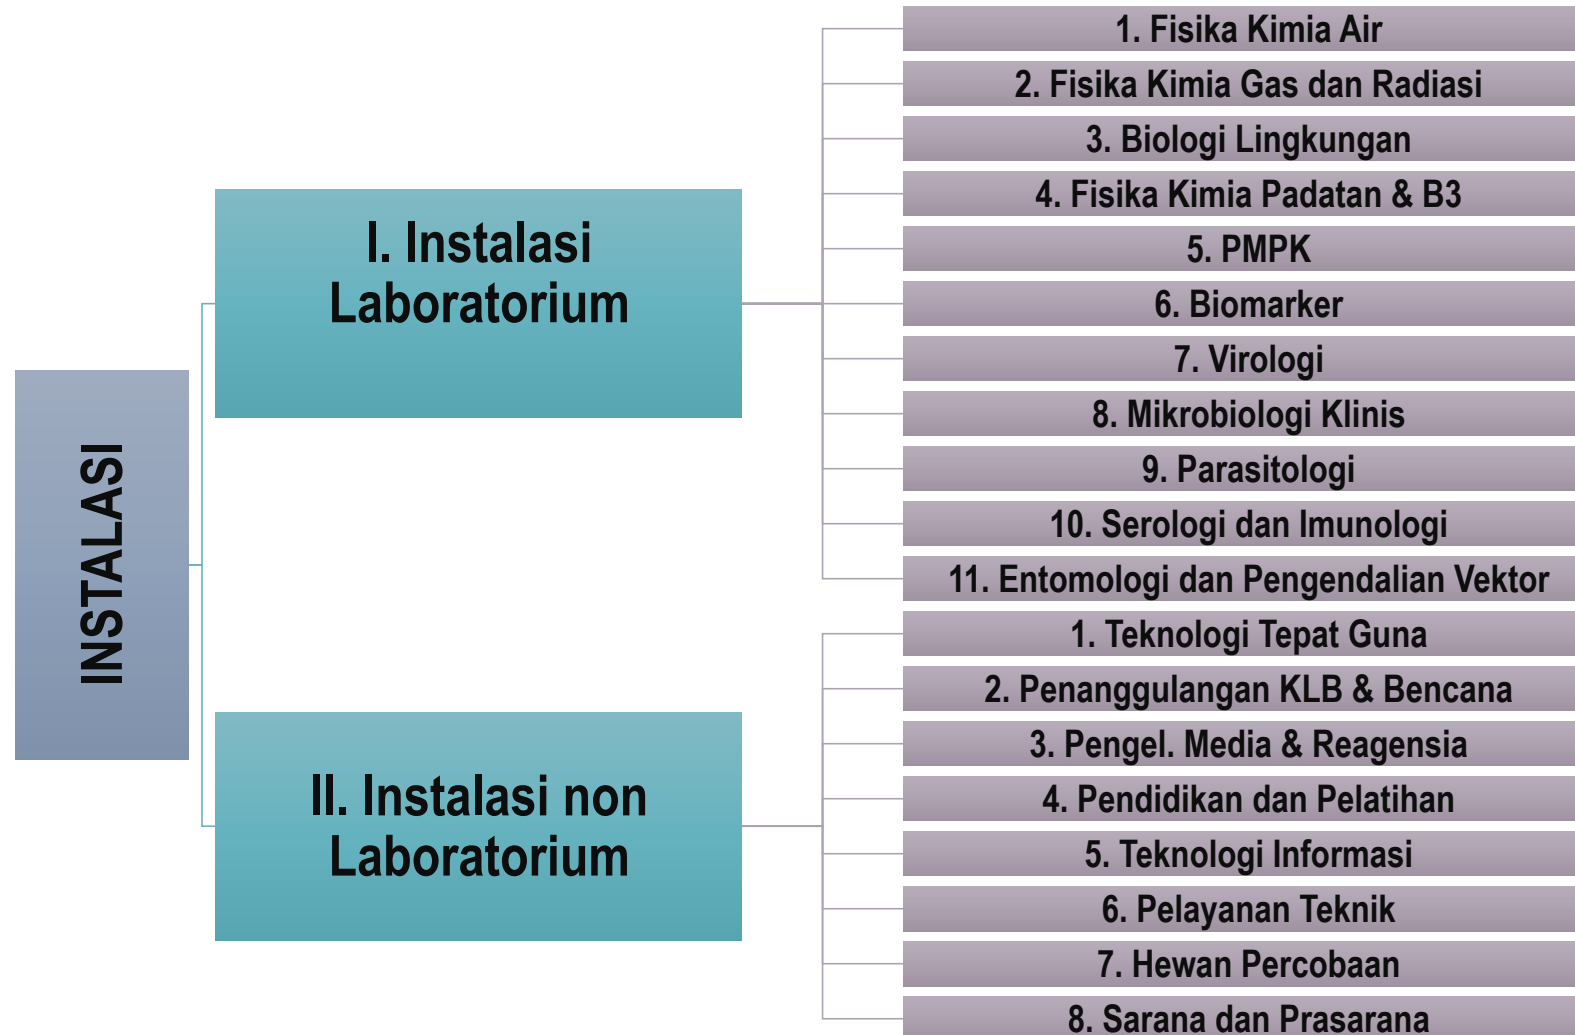 INSTALASI
I. Instalasi
Laboratorium
1. Fisika Kimia Air
2. Fisika Kimia Gas dan Radiasi
3. Biologi Lingkungan
4. Fisika Kimia Padatan & B3
5. PMPK
6. Biomarker
7. Virologi
8. Mikrobiologi Klinis
9. Parasitologi
10. Serologi dan Imunologi
11. Entomologi dan Pengendalian Vektor
II. Instalasi non
Laboratorium
1. Teknologi Tepat Guna
2. Penanggulangan KLB & Bencana
3. Pengel. Media & Reagensia
4. Pendidikan dan Pelatihan
5. Teknologi Informasi
6. Pelayanan Teknik
7. Hewan Percobaan
8. Sarana dan Prasarana